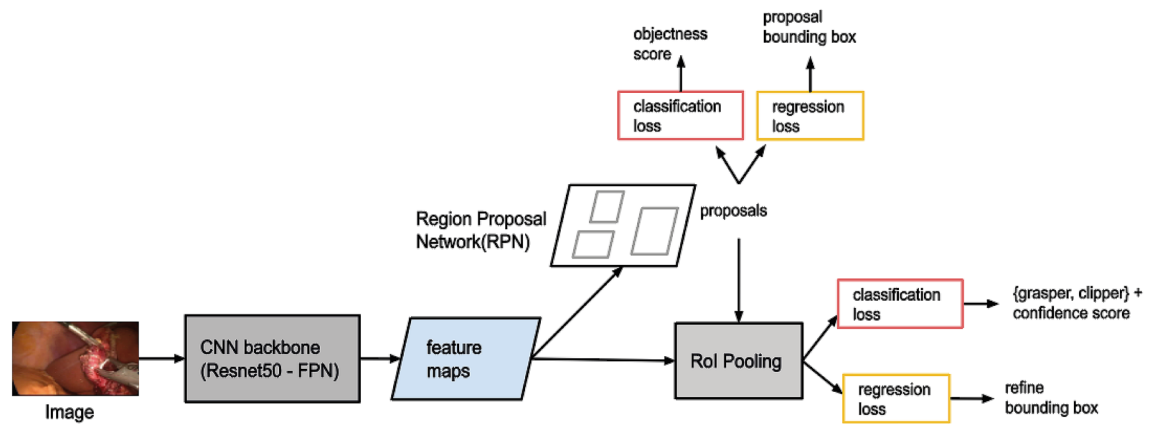 objectness
score
proposal
bounding box
classification
loss
regression
loss
Region Proposal
Network(RPN)
proposals
CNN backbone
(Resnet50 - FPN)
feature
maps
RoI Pooling
classification
loss
{grasper, clipper} +
confidence score
regression
loss
refine
bounding box
Image